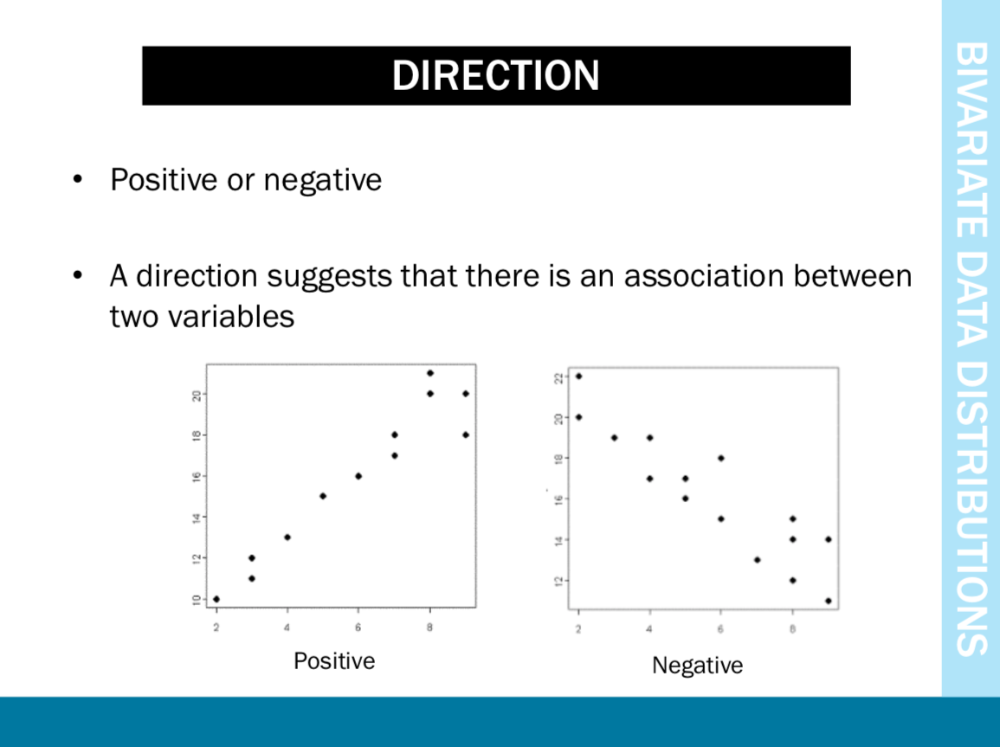 DIRECTION
• Positive or negative
• A direction suggests that there is an association between
two variables
20
18
16
14
12
10
2 4 6 8
Positive
22
20
18
16
14
12
2 4 6 8
Negative
BIVARIATE DATA DISTRIBUTIONS